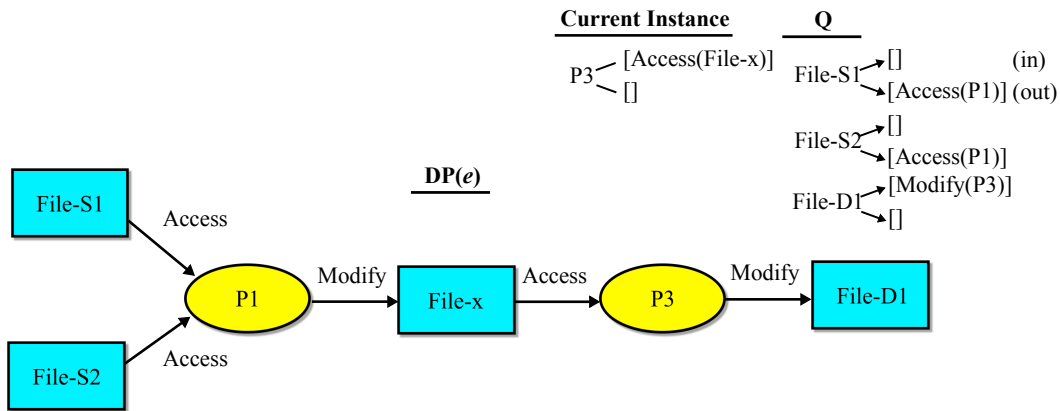 Current Instance
Q
P3
[Access(File-x)]
[]
File-S1
[]
(in)
[Access(P1)]
(out)
File-S2
[]
[Access(P1)]
File-D1
[Modify(P3)]
[]
DP(e)
File-S1
Access
P1
Modify
File-x
Access
P3
Modify
File-D1
File-S2
Access